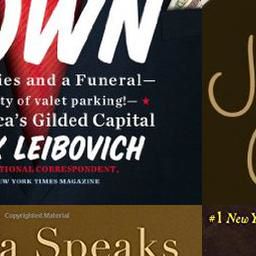 OWN
ies and a Funeral—
ty of valet parking!— ★
ca's Gilded Capital
K LEIBOVICH
TIONAL CORRESPONDENT,
EW YORK TIMES MAGAZINE
Copyrighted Material
a Speaks
J
#1 New Y